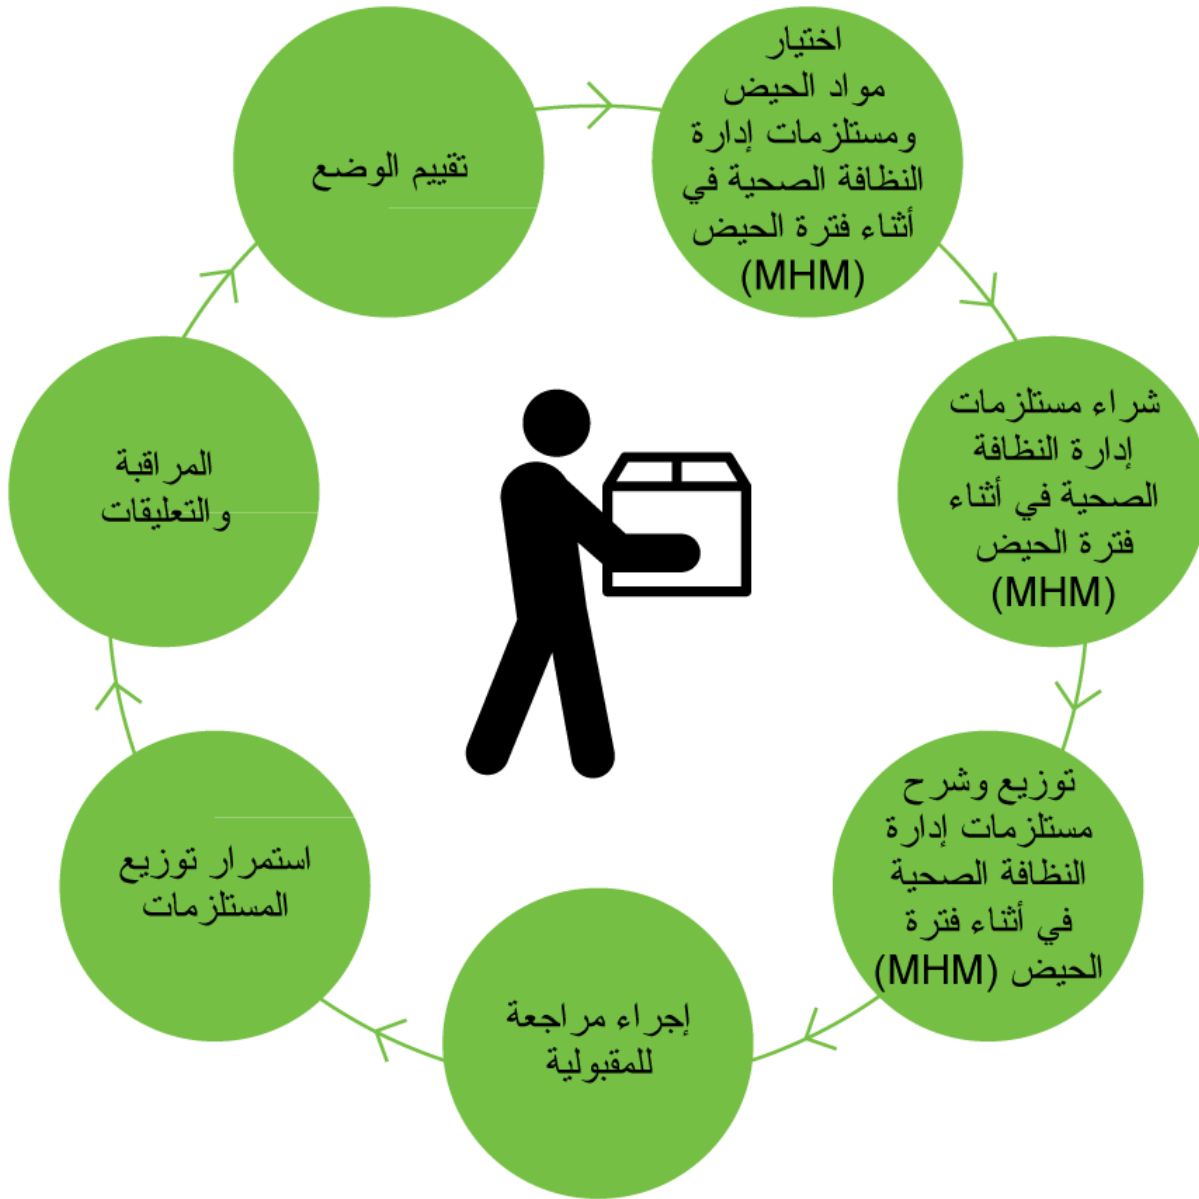 تقييم الوضع
اختيار
مواد الحيض
ومستلزمات إدارة
النظافة الصحية في
أثناء فترة الحيض
(MHM)
شراء مستلزمات
إدارة النظافة
الصحية في أثناء
فترة الحيض
(MHM)
توزيع وشرح
مستلزمات إدارة
النظافة الصحية
في أثناء فترة
الحيض (MHM)
إجراء مراجعة
للمقبولية
استمرار توزيع
المستلزمات
المراقبة
والتعليقات